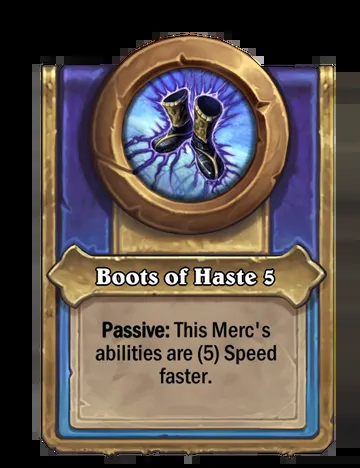 Boots of Haste 5
Passive: This Merc's
abilities are (5) Speed
faster.